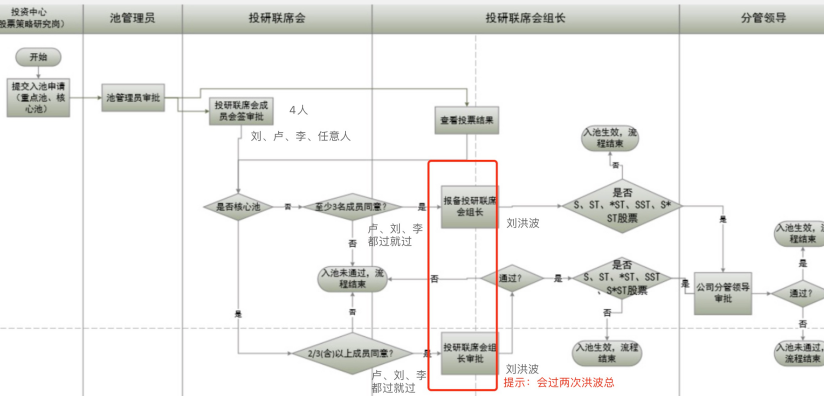 投资中心
股票策略研究岗）
池管理员
投研联席会
投研联席会组长
分管领导
开始
提交入池申请
（重点池、核
心池）
池管理员审批
投研联席会成
员会签审批
4人
刘、卢、李、任意人
查看投票结果
入池生效，流
程结束
否
是否核心池
否
至少3名成员同意？
是
卢、刘、李
都过就过
报备投研联席
会组长
刘洪波
是否
S、ST、*ST、SST、S*
ST股票
是
否
入池未通过，流
程结束
否
否
通过？
是
是否
S、ST、*ST、SST
、S*ST股票
是
公司分管领导
审批
入池生效，流
程结束
是
通过？
否
入池未通过，
流程结束
是
2/3(含)以上成员同意？
是
卢、刘、李
都过就过
投研联席会组
长审批
刘洪波
提示：会过两次洪波总
否
入池生效，流程
结束